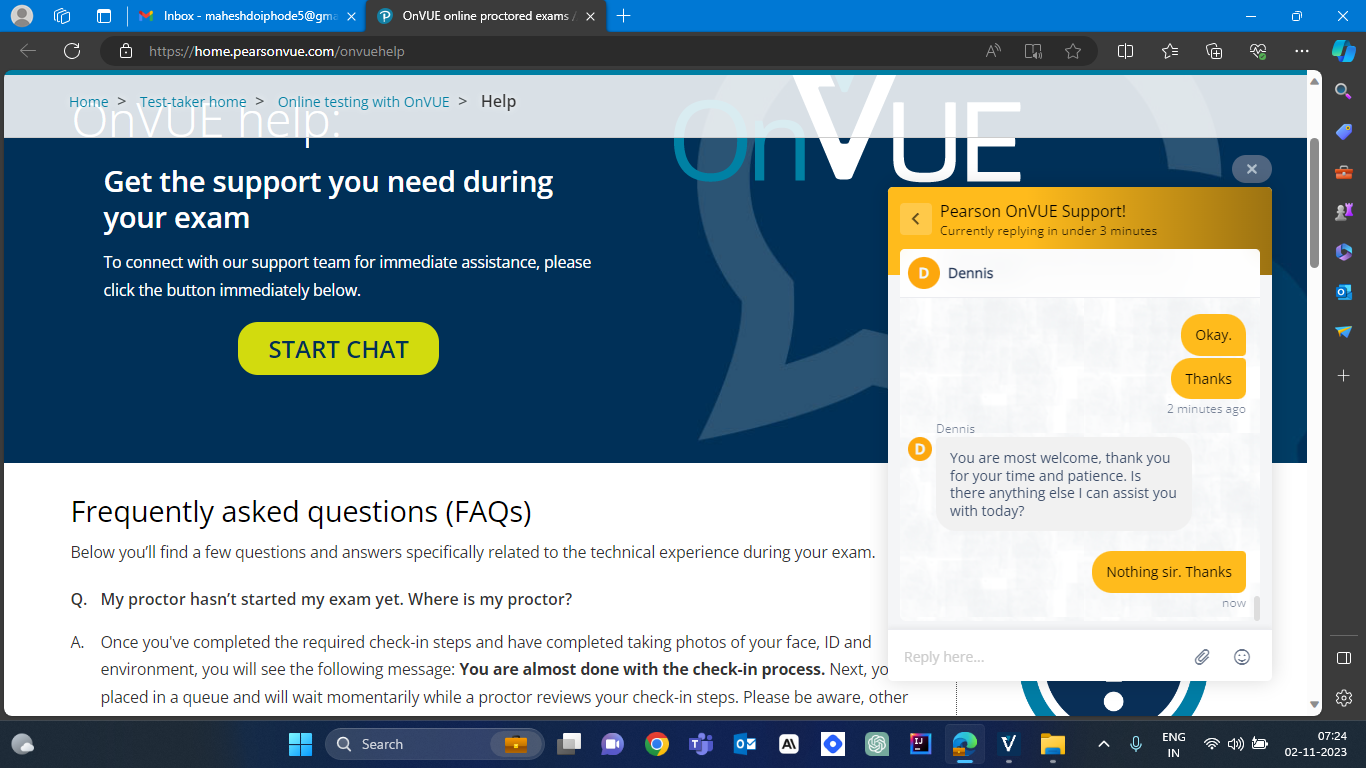 Inbox - maheshdoiphode5@gma
OnVUE online proctored exams /
https://home.pearsonvue.com/onvuehelp
Home > Test-taker home > Online testing with OnVUE > Help
OnVUE help:
OnVUE
Get the support you need during
your exam
To connect with our support team for immediate assistance, please
click the button immediately below.
START CHAT
Pearson OnVUE Support!
Currently replying in under 3 minutes
D Dennis
Okay.
Thanks
2 minutes ago
Dennis
D
You are most welcome, thank you
for your time and patience. Is
there anything else I can assist you
with today?
Nothing sir. Thanks
now
Reply here...
Frequently asked questions (FAQs)
Below you’ll find a few questions and answers specifically related to the technical experience during your exam.
Q. My proctor hasn’t started my exam yet. Where is my proctor?
A. Once you've completed the required check-in steps and have completed taking photos of your face, ID and
environment, you will see the following message: You are almost done with the check-in process. Next, yo
placed in a queue and will wait momentarily while a proctor reviews your check-in steps. Please be aware, other
Search
ENG
IN
07:24
02-11-2023